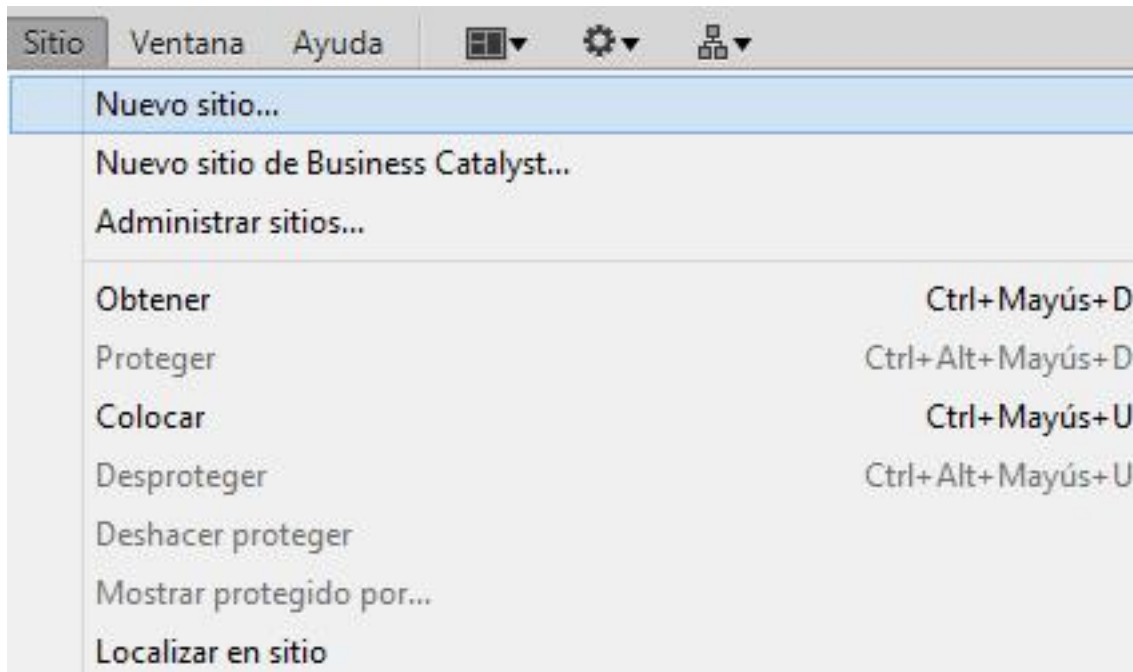 Sitio Ventana Ayuda
Nuevo sitio...
Nuevo sitio de Business Catalyst...
Administrar sitios...
Obtener Ctrl+Mayús+D
Proteger Ctrl+Alt+Mayús+D
Colocar Ctrl+Mayús+U
Desproteger Ctrl+Alt+Mayús+U
Deshacer proteger
Mostrar protegido por...
Localizar en sitio